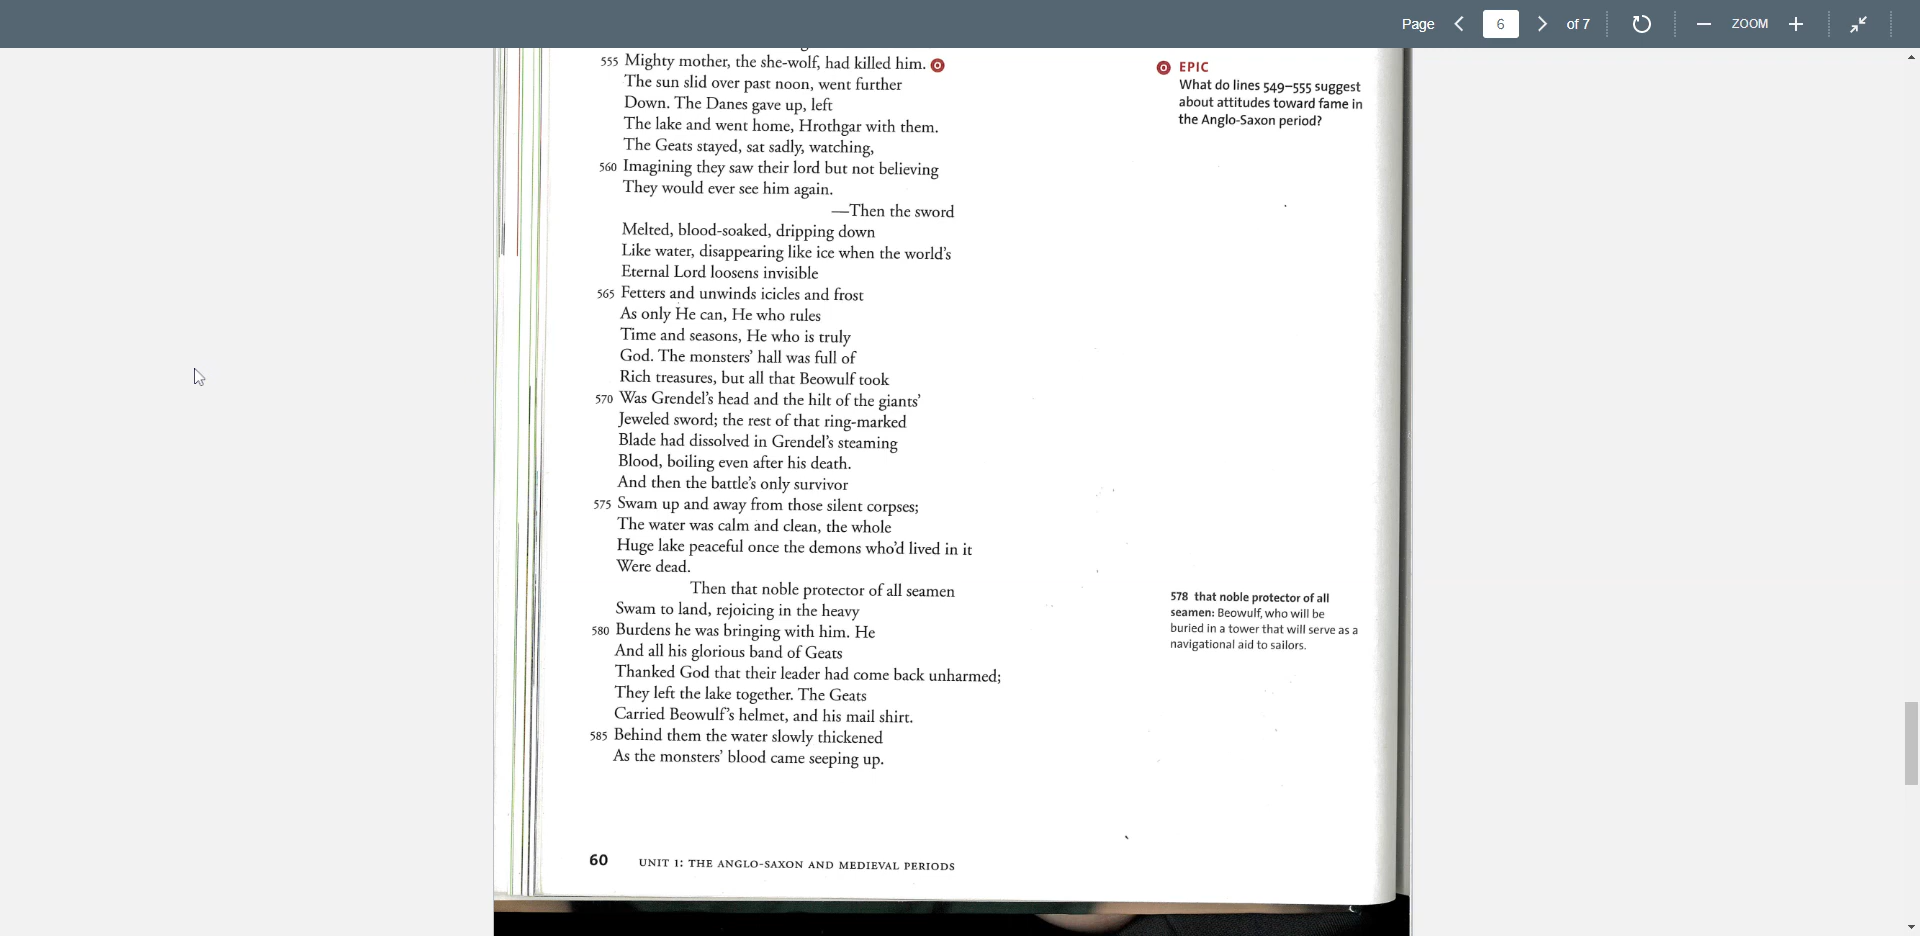 Page
6
of 7
ZOOM
555 Mighty mother, the she-wolf, had killed him.
The sun slid over past noon, went further
Down. The Danes gave up, left
The lake and went home, Hrothgar with them.
The Geats stayed, sat sadly, watching,
560 Imagining they saw their lord but not believing
They would ever see him again.
—Then the sword
Melted, blood-soaked, dripping down
Like water, disappearing like ice when the world's
Eternal Lord loosens invisible
565 Fetters and unwinds icicles and frost
As only He can, He who rules
Time and seasons, He who is truly
God. The monsters' hall was full of
Rich treasures, but all that Beowulf took
570 Was Grendel's head and the hilt of the giants'
Jeweled sword; the rest of that ring-marked
Blade had dissolved in Grendel's steaming
Blood, boiling even after his death.
And then the battle's only survivor
575 Swam up and away from those silent corpses;
The water was calm and clean, the whole
Huge lake peaceful once the demons who'd lived in it
Were dead.
Then that noble protector of all seamen
Swam to land, rejoicing in the heavy
580 Burdens he was bringing with him. He
And all his glorious band of Geats
Thanked God that their leader had come back unharmed;
They left the lake together. The Geats
Carried Beowulf's helmet, and his mail shirt.
585 Behind them the water slowly thickened
As the monsters' blood came seeping up.
O EPIC
What do lines 549–555 suggest
about attitudes toward fame in
the Anglo-Saxon period?
578 that noble protector of all
seamen: Beowulf, who will be
buried in a tower that will serve as a
navigational aid to sailors.
60 UNIT 1: THE ANGLO-SAXON AND MEDIEVAL PERIODS